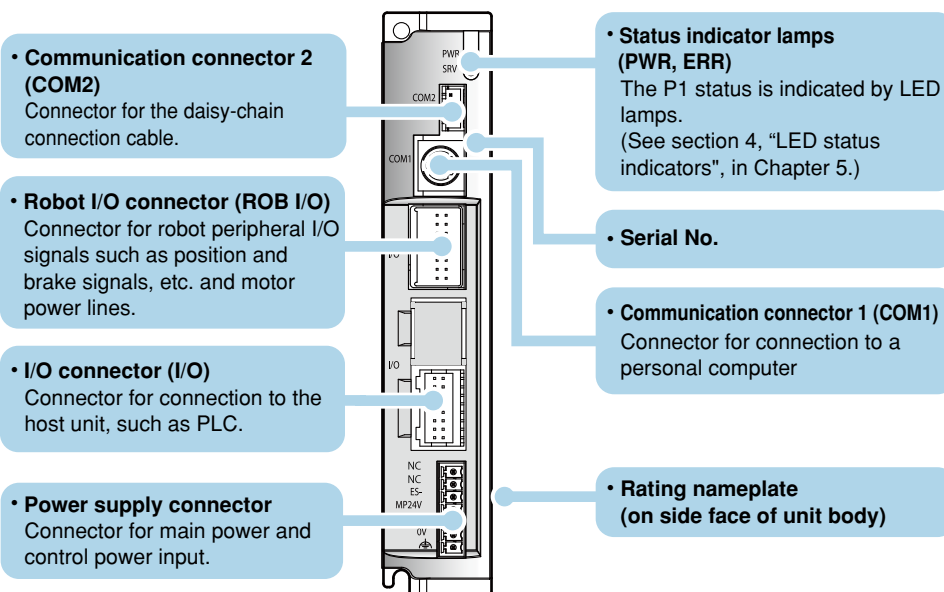 • Communication connector 2
(COM2)
Connector for the daisy-chain
connection cable.
• Robot I/O connector (ROB I/O)
Connector for robot peripheral I/O
signals such as position and
brake signals, etc. and motor
power lines.
• I/O connector (I/O)
Connector for connection to the
host unit, such as PLC.
• Power supply connector
Connector for main power and
control power input.
PWR
SRV
COM2
COM1
I/O
I/O
NC
NC
ES-
MP24V
0V
• Status indicator lamps
(PWR, ERR)
The P1 status is indicated by LED
lamps.
(See section 4, “LED status
indicators", in Chapter 5.)
• Serial No.
• Communication connector 1 (COM1)
Connector for connection to a
personal computer
• Rating nameplate
(on side face of unit body)